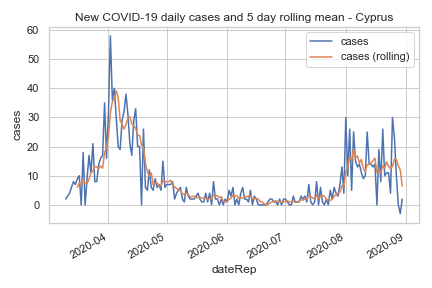 New COVID-19 daily cases and 5 day rolling mean - Cyprus
cases
cases (rolling)
60
50
40
30
20
10
0
cases
2020-04
2020-05
2020-06
2020-07
2020-08
2020-09
dateRep